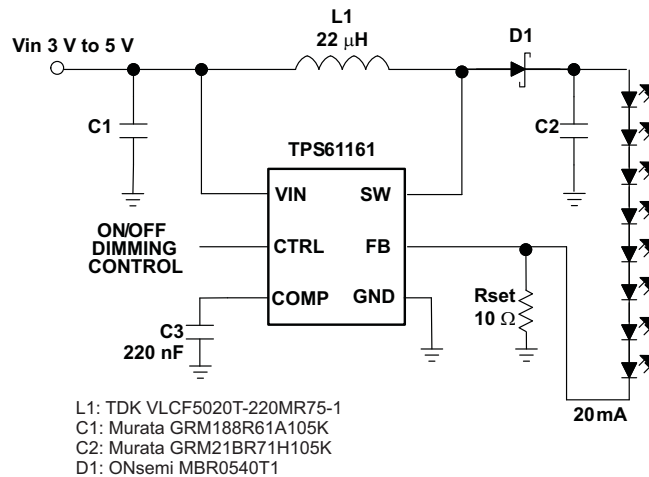 L1
22 μH
D1
Vin 3 V to 5 V
C1
C2
TPS61161
VIN
SW
ON/OFF
DIMMING
CONTROL
CTRL
FB
COMP
GND
Rset
10 Ω
C3
220 nF
20mA
L1: TDK VLCF5020T-220MR75-1
C1: Murata GRM188R61A105K
C2: Murata GRM21BR71H105K
D1: ONsemi MBR0540T1